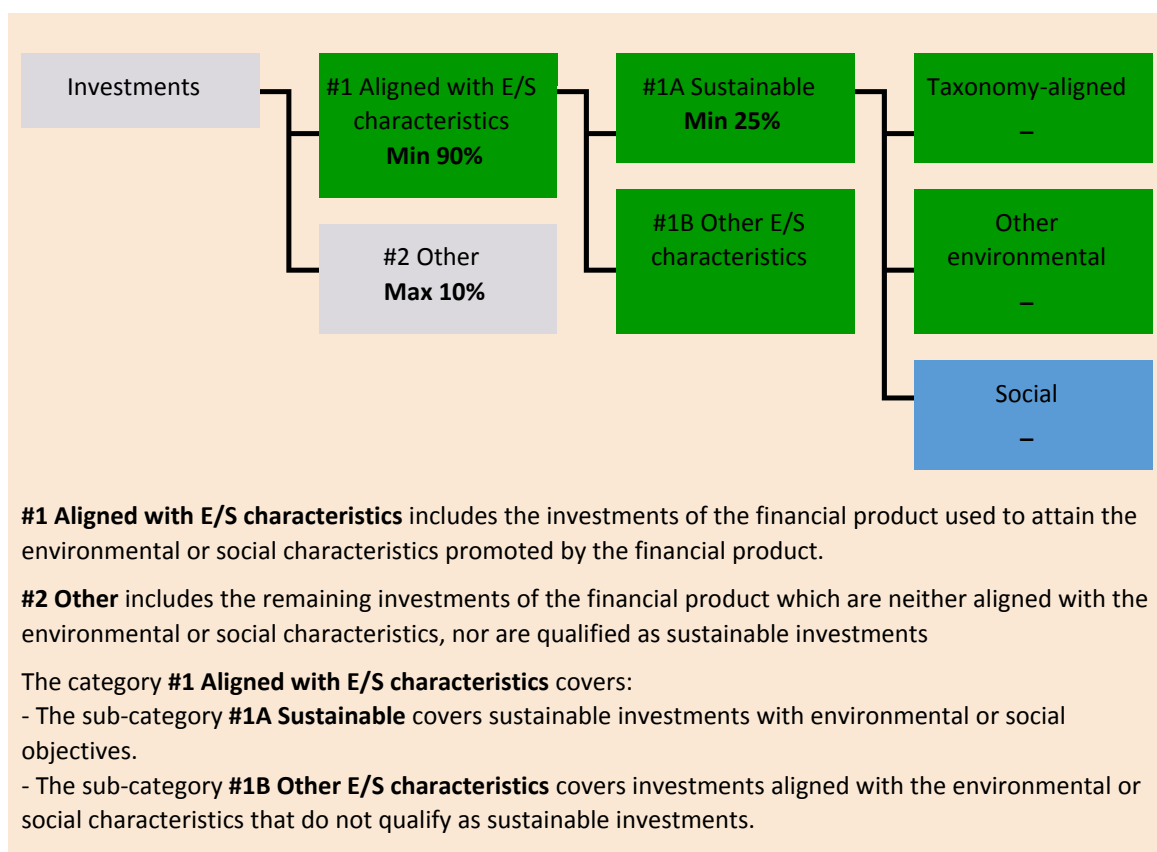 Investments
#1 Aligned with E/S
characteristics
Min 90%
#2 Other
Max 10%
#1A Sustainable
Min 25%
#1B Other E/S
characteristics
Taxonomy-aligned
–
Other
environmental
–
Social
–
#1 Aligned with E/S characteristics includes the investments of the financial product used to attain the
environmental or social characteristics promoted by the financial product.
#2 Other includes the remaining investments of the financial product which are neither aligned with the
environmental or social characteristics, nor are qualified as sustainable investments
The category #1 Aligned with E/S characteristics covers:
- The sub-category #1A Sustainable covers sustainable investments with environmental or social
objectives.
- The sub-category #1B Other E/S characteristics covers investments aligned with the environmental or
social characteristics that do not qualify as sustainable investments.